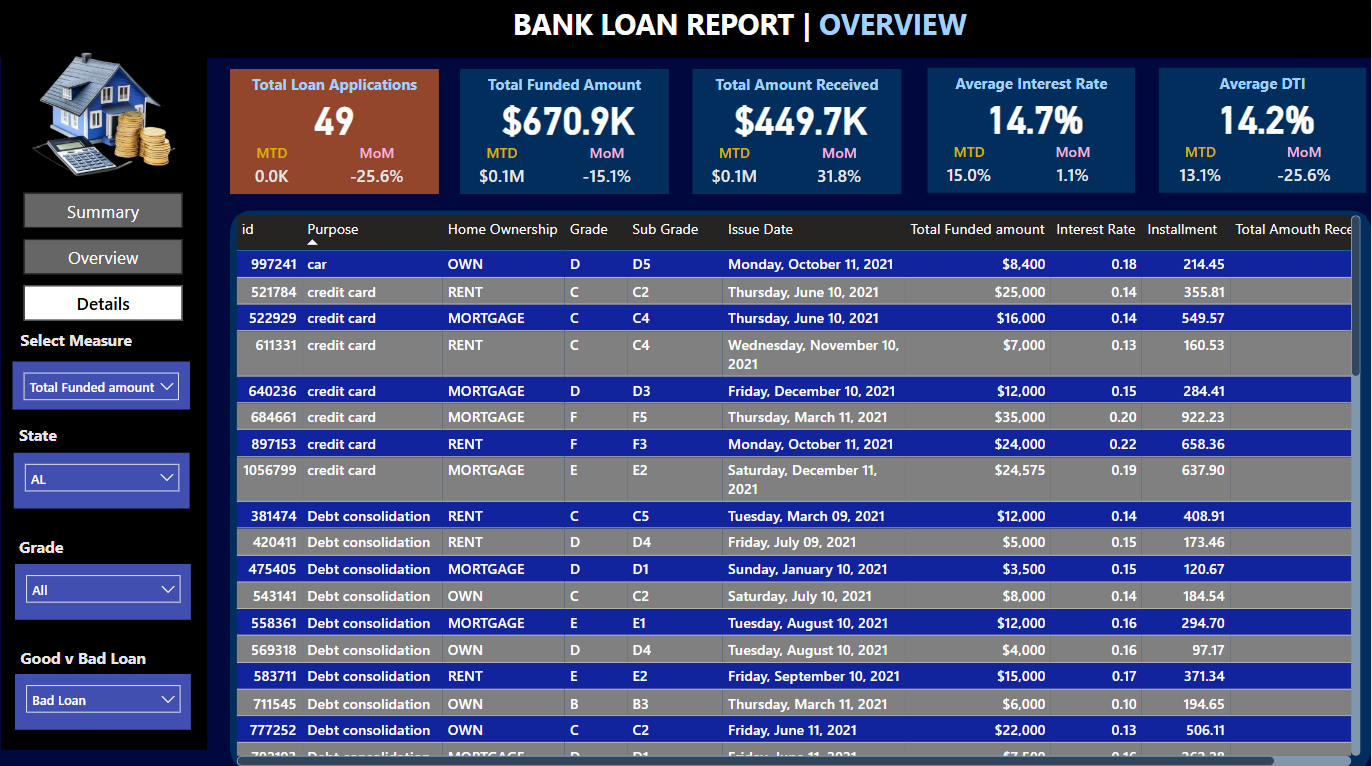 BANK LOAN REPORT | OVERVIEW
Total Loan Applications
49
MTD MoM
0.0K -25.6%
Total Funded Amount
$670.9K
MTD MoM
$0.1M -15.1%
Total Amount Received
$449.7K
MTD MoM
$0.1M 31.8%
Average Interest Rate
14.7%
MTD MoM
15.0% 1.1%
Average DTI
14.2%
MTD MoM
13.1% -25.6%
Summary
Overview
Details
Select Measure
Total Funded amount
State
AL
Grade
All
Good v Bad Loan
Bad Loan
id Purpose Home Ownership Grade Sub Grade Issue Date Total Funded amount Interest Rate Installment Total Amouth Rece
997241 car OWN D D5 Monday, October 11, 2021 $8,400 0.18 214.45
521784 credit card RENT C C2 Thursday, June 10, 2021 $25,000 0.14 355.81
522929 credit card MORTGAGE C C4 Thursday, June 10, 2021 $16,000 0.14 549.57
611331 credit card RENT C C4 Wednesday, November 10, $7,000 0.13 160.53
2021
640236 credit card MORTGAGE D D3 Friday, December 10, 2021 $12,000 0.15 284.41
684661 credit card MORTGAGE F F5 Thursday, March 11, 2021 $35,000 0.20 922.23
897153 credit card RENT F F3 Monday, October 11, 2021 $24,000 0.22 658.36
1056799 credit card MORTGAGE E E2 Saturday, December 11, $24,575 0.19 637.90
2021
381474 Debt consolidation RENT C C5 Tuesday, March 09, 2021 $12,000 0.14 408.91
420411 Debt consolidation RENT D D4 Friday, July 09, 2021 $5,000 0.15 173.46
475405 Debt consolidation MORTGAGE D D1 Sunday, January 10, 2021 $3,500 0.15 120.67
543141 Debt consolidation OWN C C2 Saturday, July 10, 2021 $8,000 0.14 184.54
558361 Debt consolidation MORTGAGE E E1 Tuesday, August 10, 2021 $12,000 0.16 294.70
569318 Debt consolidation OWN D D4 Tuesday, August 10, 2021 $4,000 0.16 97.17
583711 Debt consolidation RENT E E2 Friday, September 10, 2021 $15,000 0.17 371.34
711545 Debt consolidation OWN B B3 Thursday, March 11, 2021 $6,000 0.10 194.65
777252 Debt consolidation OWN C C2 Friday, June 11, 2021 $22,000 0.13 506.11
Debt consolidation MORTGAGE D D1 Friday, June 11, 2021